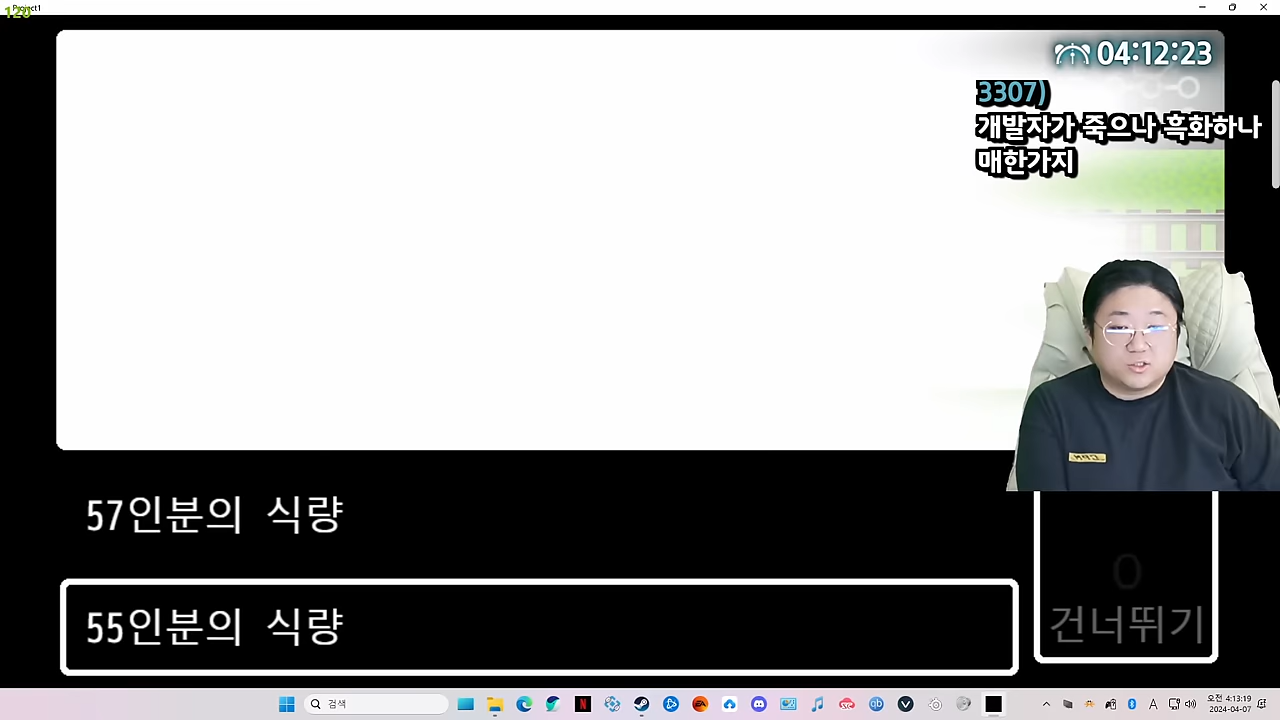 Project1
120
04:12:23
3307)
개발자가 죽으나 흑화하나
매한가지
57인분의 식량
55인분의 식량
0
건너뛰기
검색
오전 4:13:19
2024-04-07